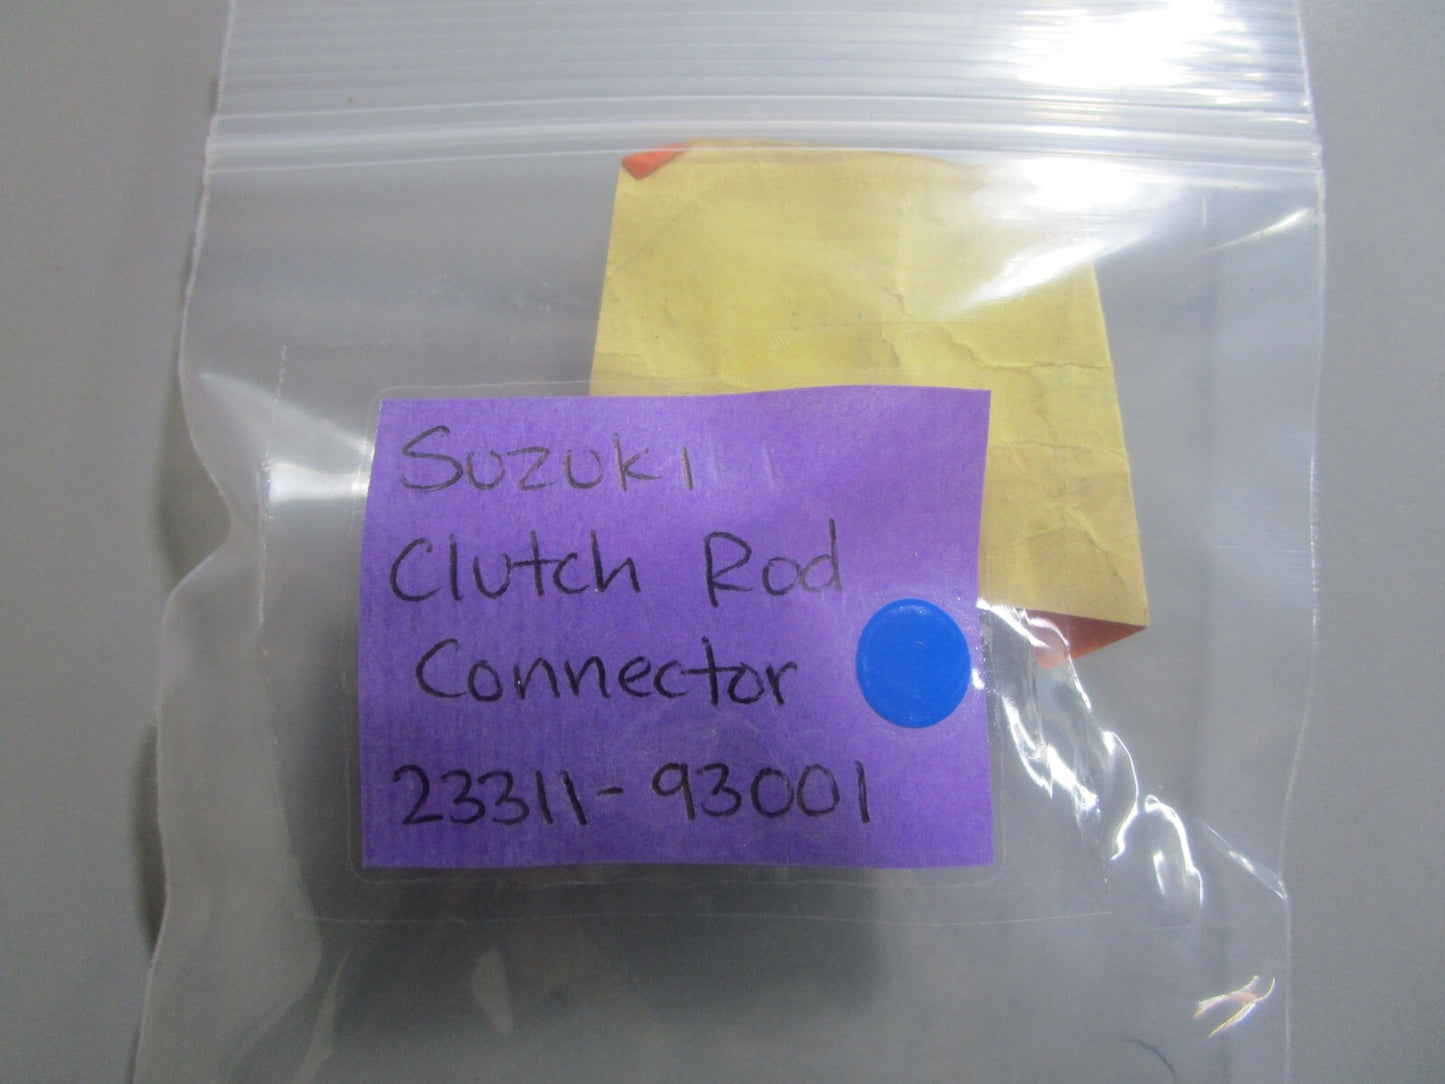 Suzuki
Clutch Rod
Connector
23311-93001